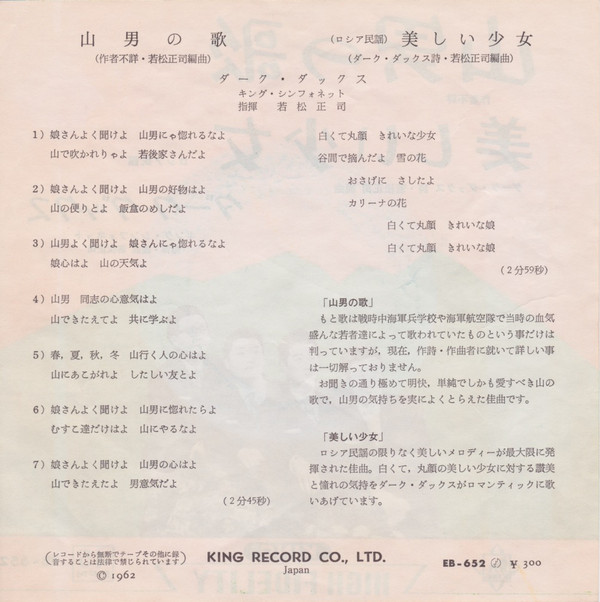 山男の歌
(作者不詳・若松正司編曲)
(ロシア民謡) 美しい少女
(ダーク・ダックス詩・若松正司編曲)
ダーク・ダックス
キング・シンフォネット
指揮 若松正司
1) 娘さんよく聞けよ 山男にゃ惚れるなよ
山で吹かれりゃよ 若後家さんだよ
2) 娘さんよく聞けよ 山男の好物はよ
山の便りとよ 飯盒のめしだよ
3) 山男よく聞けよ 娘さんにゃ惚れるなよ
娘心はよ 山の天気よ
4) 山男 同志の心意気はよ
山できたえてよ 共に学ぶよ
5) 春,夏,秋,冬 山行く人の心はよ
山にあこがれよ したしい友とよ
6) 娘さんよく聞けよ 山男に惚れたらよ
むすこ達だけはよ 山にやるなよ
7) 娘さんよく聞けよ 山男の心はよ
山できたえたよ 男意気だよ
(2分45秒)
白くて丸顔 きれいな少女
谷間で摘んだよ 雪の花
おさげに さしたよ
カリーナの花
白くて丸顔 きれいな娘
白くて丸顔 きれいな娘
(2分59秒)
「山男の歌」
もと歌は戦時中海軍兵学校や海軍航空隊で当時の血気
盛んな若者達によって歌われていたものという事だけは
判っていますが,現在,作詩・作曲者に就いて詳しい事
は一切解っておりません。
お聞きの通り極めて明快,単純でしかも愛すべき山の
歌で,山男の気持ちを実によくとらえた佳曲です。
「美しい少女」
ロシア民謡の限りなく美しいメロディーが最大限に発
揮された佳曲。白くて,丸顔の美しい少女に対する讃美
と憧れの気持をダーク・ダックスがロマンティックに歌
いあげています。
(レコードから無断でテープその他に録
音することは法律で禁じられています)
© 1962
KING RECORD CO., LTD.
Japan
EB-652 ¥ 300